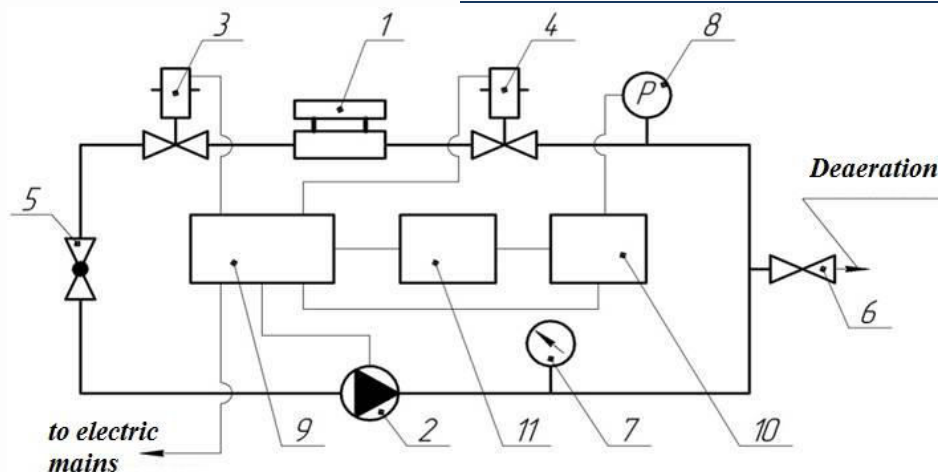 3 1 4 8
P
Deaeration
5
6
to electric
mains
9 2 11 7 10